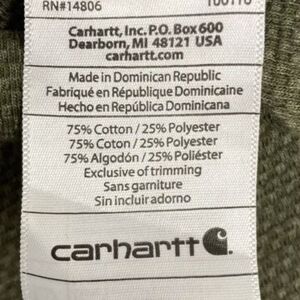 RN#14806 100116
Carhartt, Inc. P.O. Box 600
Dearborn, MI 48121 USA
carhartt.com
Made in Dominican Republic
Fabriqué en République Dominicaine
Hecho en República Dominicana
75% Cotton / 25% Polyester
75% Coton / 25% Polyester
75% Algodón / 25% Poliéster
Exclusive of trimming
Sans garniture
Sin incluir adorno
carhartt